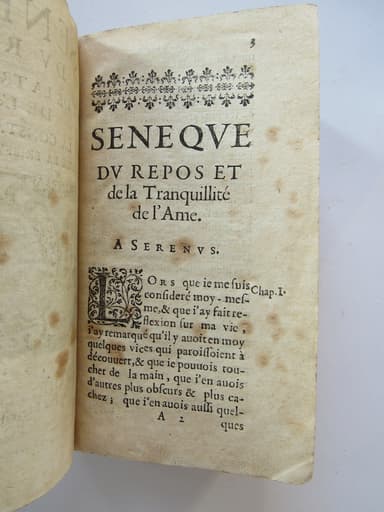 3
SENEQVE
DV REPOS ET
de la Tranquillité
de l'Ame.
A SERENVS.
LORS que ie me suis Chap. I.
consideré moy-mes-
me, & que i'ay fait re-
flexion sur ma vie,
i'ay remarqué qu'il y auoit en moy
quelques vices qui paroissoient à
découuert, & que ie pouuois tou-
cher de la main, que i'en auois
d'autres plus obscurs & plus ca-
chez; que i'en auois aussi quel-
A 2 ques